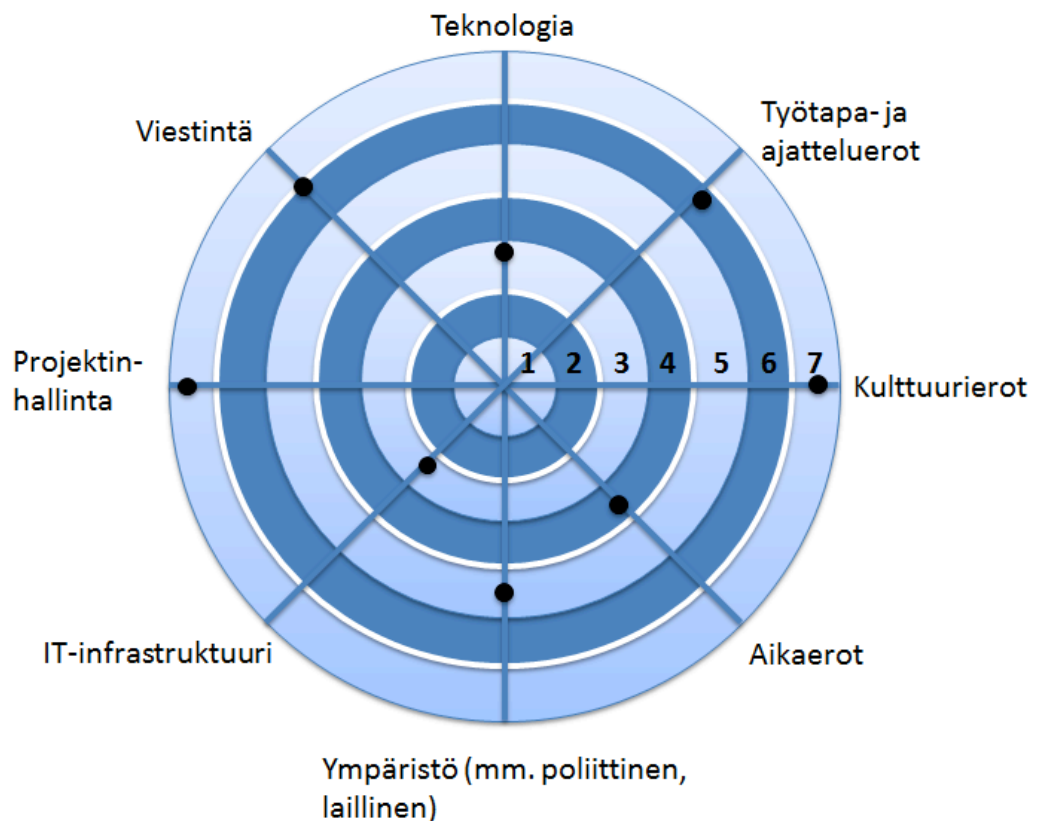 Teknologia
Viestintä
Työtapa- ja
ajatteluerot
Projektin-
hallinta
1 2 3 4 5 6 7
Kulttuurierot
IT-infrastruktuuri
Aikaerot
Ympäristö (mm. poliittinen,
laillinen)